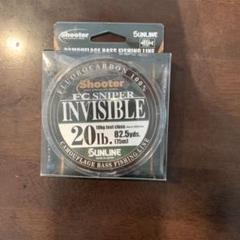 Shooter
SUNLINE
CAMOUFLAGE BASS FISHING LINE
FLUOROCARBON 100%
Shooter
FC SNIPER
INVISIBLE
20lb.
82.5yds.
(75m)
SUNLINE
CAMOUFLAGE BASS FISHING LINE